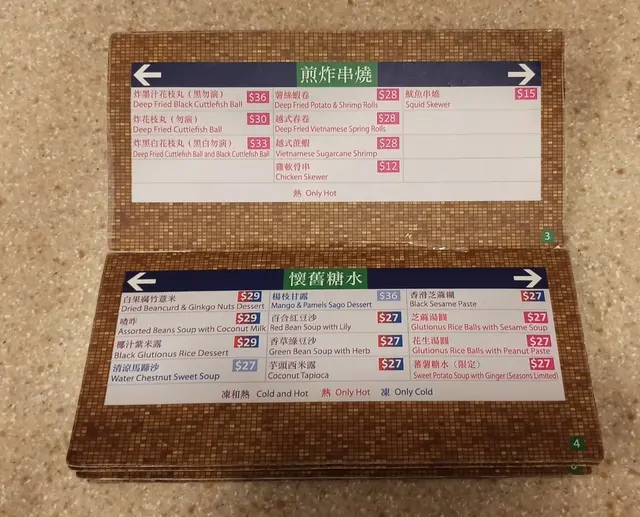 煎炸串燒
炸墨汁花枝丸（黑勿演） $36
Deep Fried Black Cuttlefish Ball
炸花枝丸（勿演） $30
Deep Fried Cutlefish Ball
炸黑白花枝丸（黑白勿演） $33
Deep Fried Cuttlefish Ball and Black Cuttlefish Ball
薯絲蝦卷 $28
Deep Fried Potato & Shrimp Rolls
越式春卷 $28
Deep Fried Vietnamese Spring Rolls
越式蔗蝦 $28
Vietnamese Sugarcane Shrimp
雞軟骨串 $12
Chicken Skewer
魷魚串燒 $15
Squid Skewer
熱 Only Hot
3
懷舊糖水
白果腐竹薏米 $29
Dried Beancurd & Ginkgo Nuts Dessert
喳咋 $29
Assorted Beans Soup with Coconut Milk
椰汁紫米露 $29
Black Glutionus Rice Dessert
清涼馬蹄沙 $27
Water Chestnut Sweet Soup
楊枝甘露 $36
Mango & Pamels Sago Dessert
百合紅豆沙 $27
Red Bean Soup with Lily
香草綠豆沙 $27
Green Bean Soup with Herb
芋頭西米露 $27
Coconut Tapioca
香滑芝麻糊 $27
Black Sesame Paste
芝麻湯圓 $27
Glutionus Rice Balls with Sesame Soup
花生湯圓 $27
Glutionus Rice Balls with Peanut Paste
蕃薯糖水（限定） $27
Sweet Potato Soup with Ginger (Seasons Limited)
凍和熱 Cold and Hot 熱 Only Hot 凍 Only Cold
4